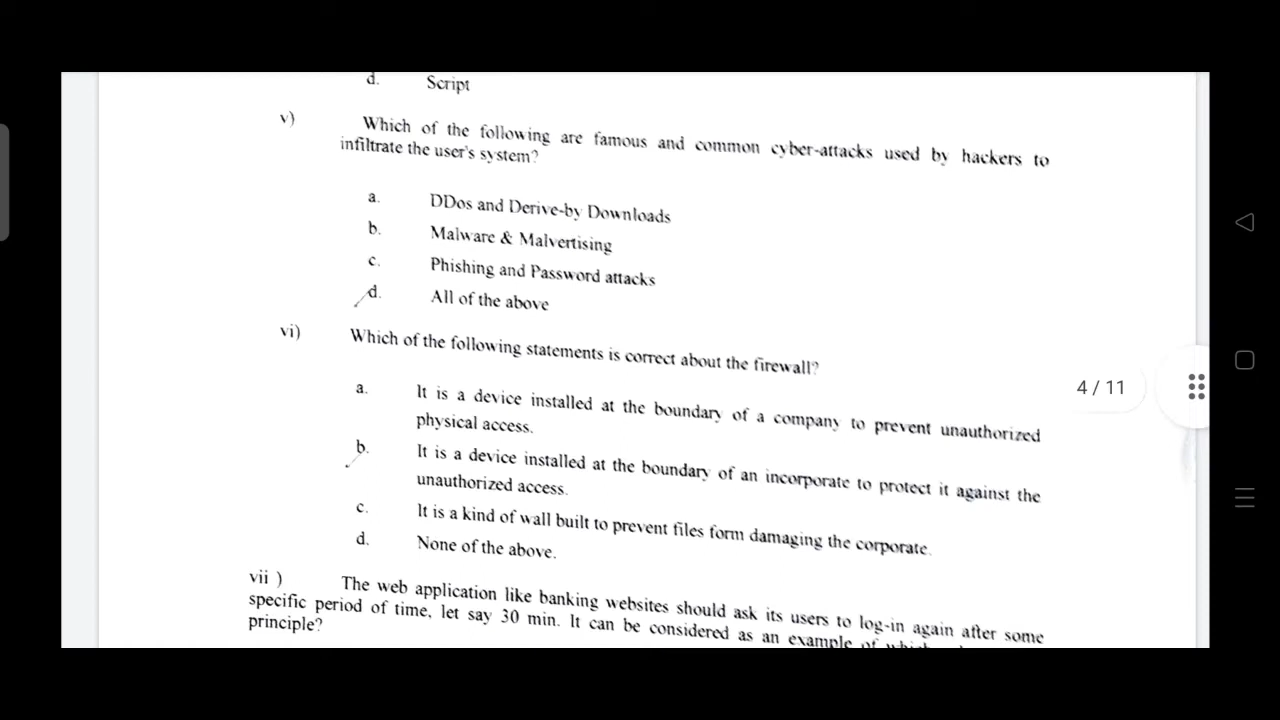 d. Script
v) Which of the following are famous and common cyber-attacks used by hackers to
infiltrate the user's system?
a. DDos and Derive-by Downloads
b. Malware & Malvertising
c. Phishing and Password attacks
d. All of the above
vi) Which of the following statements is correct about the firewall?
a. It is a device installed at the boundary of a company to prevent unauthorized
physical access.
b. It is a device installed at the boundary of an incorporate to protect it against the
unauthorized access.
c. It is a kind of wall built to prevent files form damaging the corporate.
d. None of the above.
4 / 11
vii ) The web application like banking websites should ask its users to log-in again after some
specific period of time, let say 30 min. It can be considered as an example of
principle?